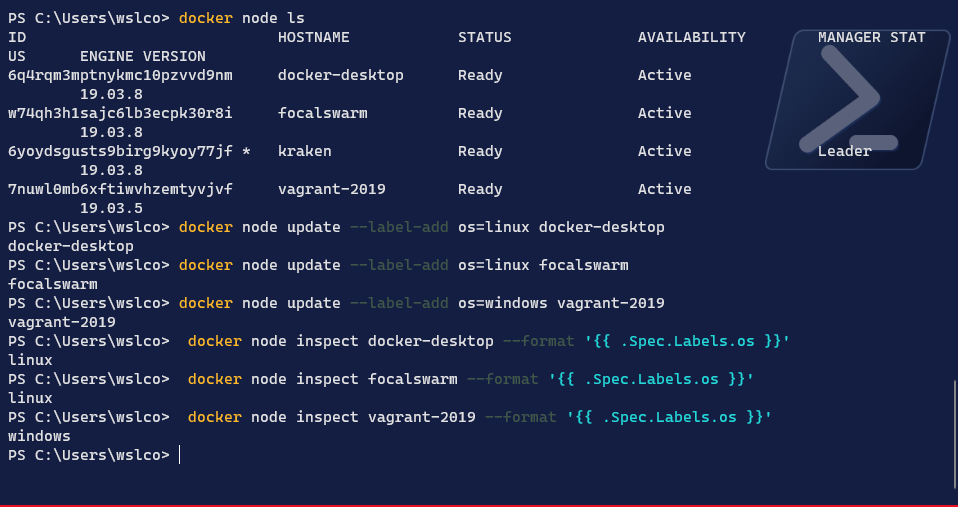 PS C:\Users\wslco> docker node ls
ID                            HOSTNAME            STATUS              AVAILABILITY        MANAGER STAT
US      ENGINE VERSION
6q4rqm3mptnykmc10pzvvd9nm     docker-desktop      Ready               Active
        19.03.8
w74qh3h1sajc6lb3ecpk30r8i     focalswarm          Ready               Active
        19.03.8
6yoydsgusts9birg9kyoy77jf *   kraken              Ready               Active              Leader
        19.03.8
7nuwl0mb6xftiwvhzemtyvjvf     vagrant-2019        Ready               Active
        19.03.5
PS C:\Users\wslco> docker node update --label-add os=linux docker-desktop
docker-desktop
PS C:\Users\wslco> docker node update --label-add os=linux focalswarm
focalswarm
PS C:\Users\wslco> docker node update --label-add os=windows vagrant-2019
vagrant-2019
PS C:\Users\wslco>  docker node inspect docker-desktop --format '{{ .Spec.Labels.os }}'
linux
PS C:\Users\wslco>  docker node inspect focalswarm --format '{{ .Spec.Labels.os }}'
linux
PS C:\Users\wslco>  docker node inspect vagrant-2019 --format '{{ .Spec.Labels.os }}'
windows
PS C:\Users\wslco>